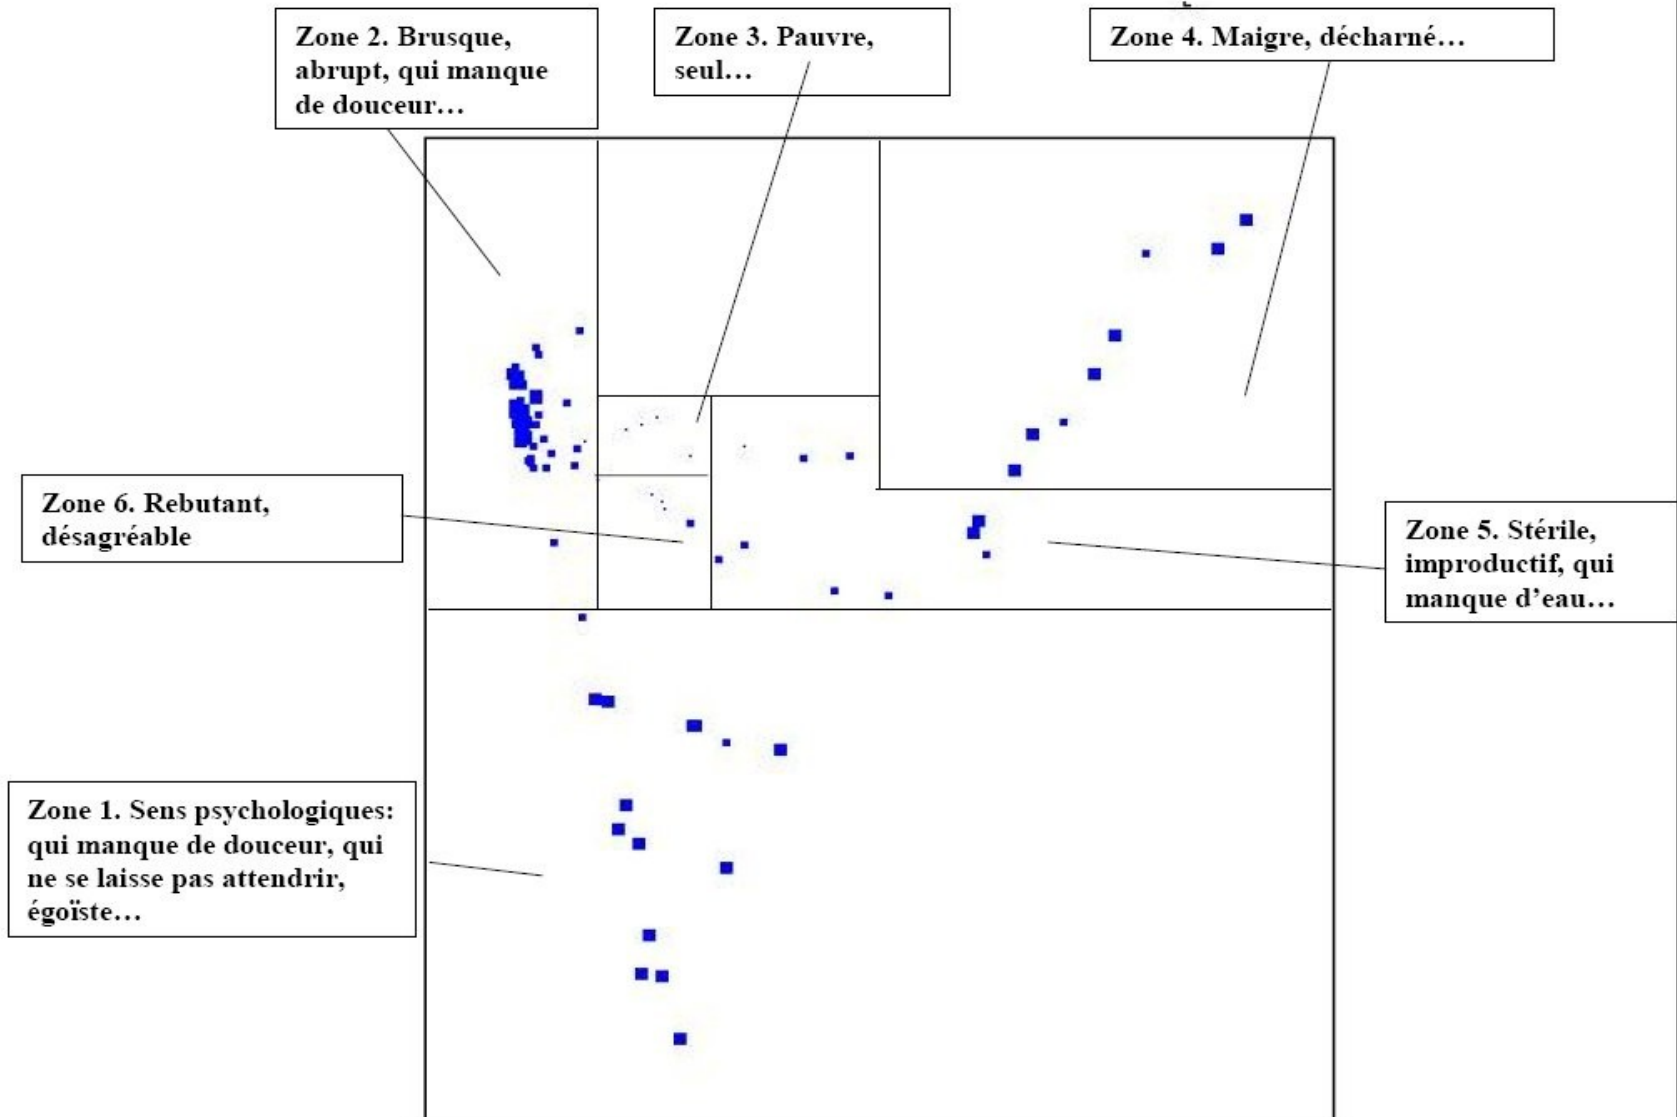 Zone 2. Brusque,
abrupt, qui manque
de douceur…
Zone 3. Pauvre,
seul…
Zone 4. Maigre, décharné…
Zone 6. Rebutant,
désagréable
Zone 5. Stérile,
improductif, qui
manque d’eau…
Zone 1. Sens psychologiques:
qui manque de douceur, qui
ne se laisse pas attendrir,
égoïste…